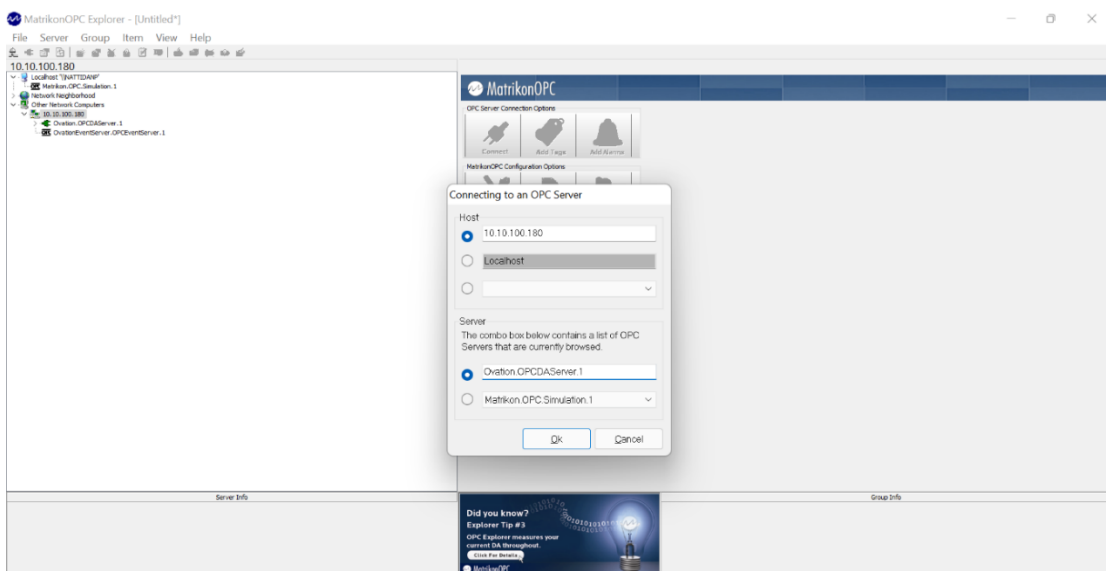 MatrikonOPC Explorer - [Untitled*]
File Server Group Item View Help
10.10.100.180
Localhost '\\NATTIDANP'
Matrikon.OPC.Simulation.1
Network Neighborhood
Other Network Computers
10.10.100.180
Ovation.OPCDAServer.1
OvationEventServer.OPCEventServer.1
MatrikonOPC
OPC Server Connection Options
Connect Add Tags Add Alarms
MatrikonOPC Configuration Options
Connecting to an OPC Server
Host
10.10.100.180
Localhost
Server
The combo box below contains a list of OPC
Servers that are currently browsed.
Ovation.OPCDAServer.1
Matrikon.OPC.Simulation.1
Ok Cancel
Server Info
Group Info
Did you know?
Explorer Tip #3
OPC Explorer measures your
current DA throughout.
Click For Details
MatrikonOPC